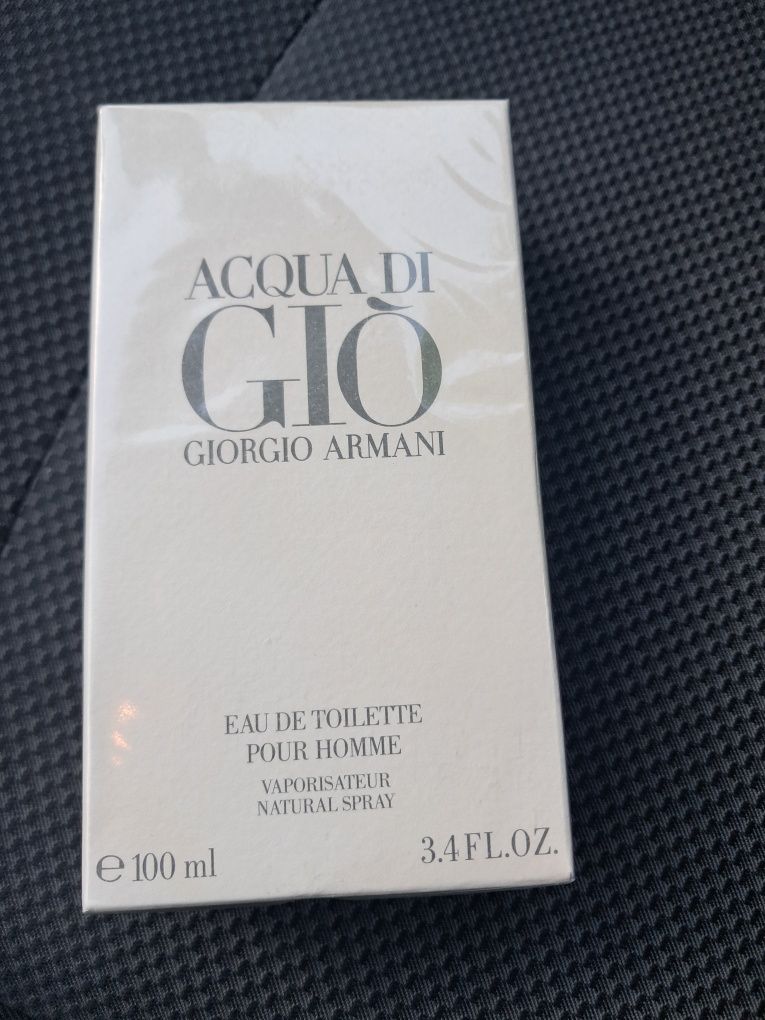 ACQUA DI
GIÒ
GIORGIO ARMANI
EAU DE TOILETTE
POUR HOMME
VAPORISATEUR
NATURAL SPRAY
℮ 100 ml
3.4 FL.OZ.